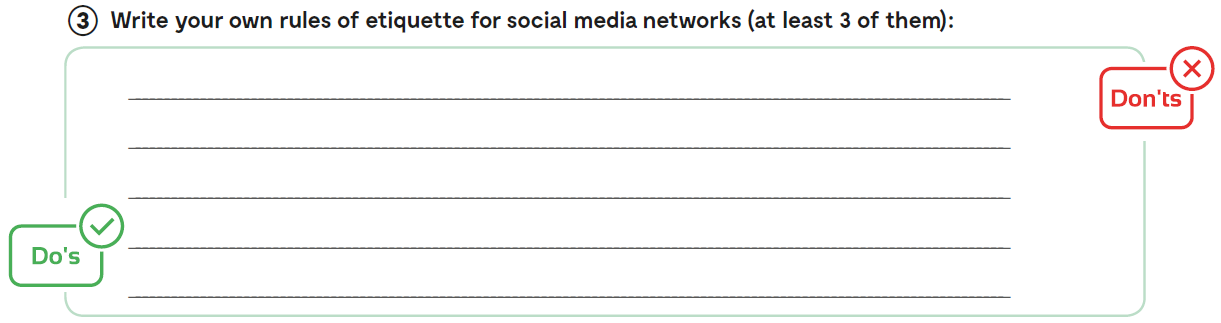 3 Write your own rules of etiquette for social media networks (at least 3 of them):
Don'ts
Do's